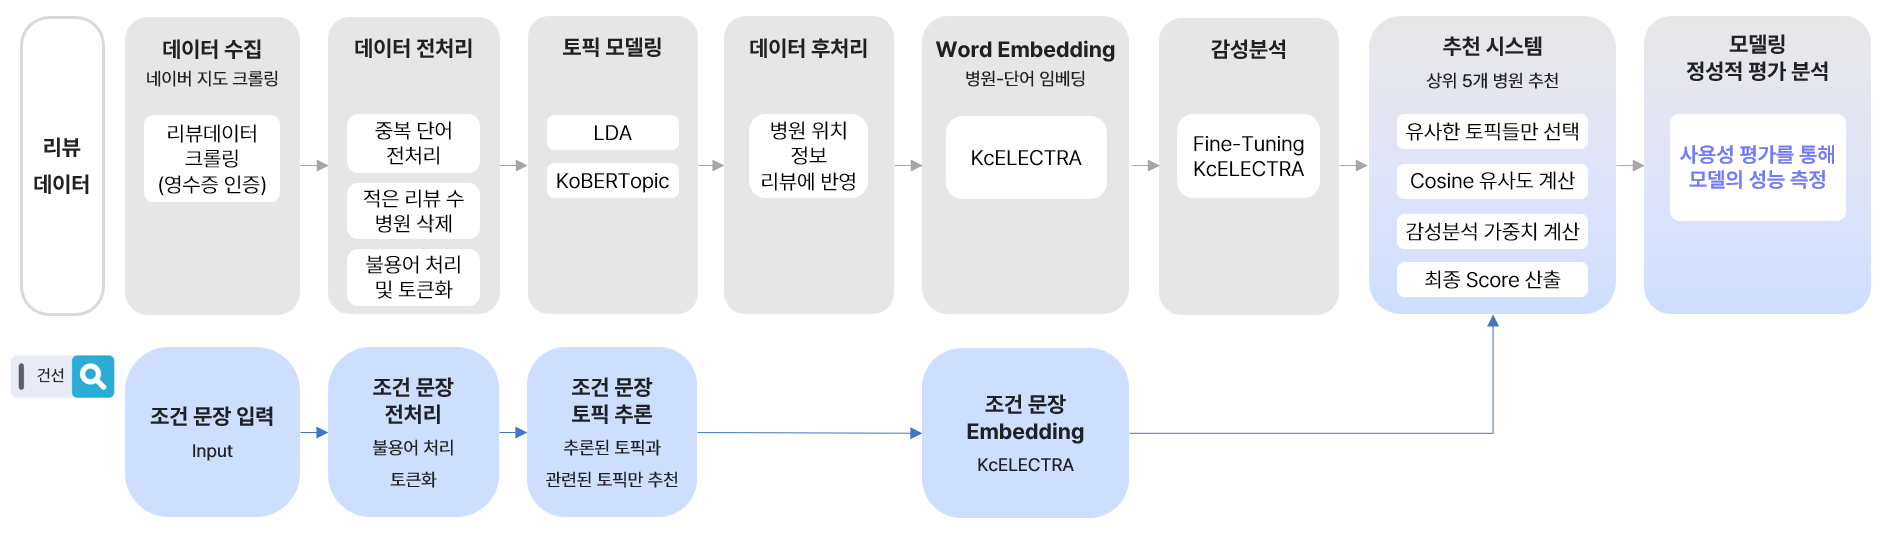 리뷰
데이터
데이터 수집
네이버 지도 크롤링
리뷰데이터
크롤링
(영수증 인증)
데이터 전처리
중복 단어
전처리
적은 리뷰 수
병원 삭제
불용어 처리
및 토큰화
토픽 모델링
LDA
KoBERTopic
데이터 후처리
병원 위치
정보
리뷰에 반영
Word Embedding
병원-단어 임베딩
KcELECTRA
감성분석
Fine-Tuning
KcELECTRA
추천 시스템
상위 5개 병원 추천
유사한 토픽들만 선택
Cosine 유사도 계산
감성분석 가중치 계산
최종 Score 산출
모델링
정성적 평가 분석
사용성 평가를 통해
모델의 성능 측정
건선
조건 문장 입력
Input
조건 문장
전처리
불용어 처리
토큰화
조건 문장
토픽 추론
추론된 토픽과
관련된 토픽만 추천
조건 문장
Embedding
KcELECTRA